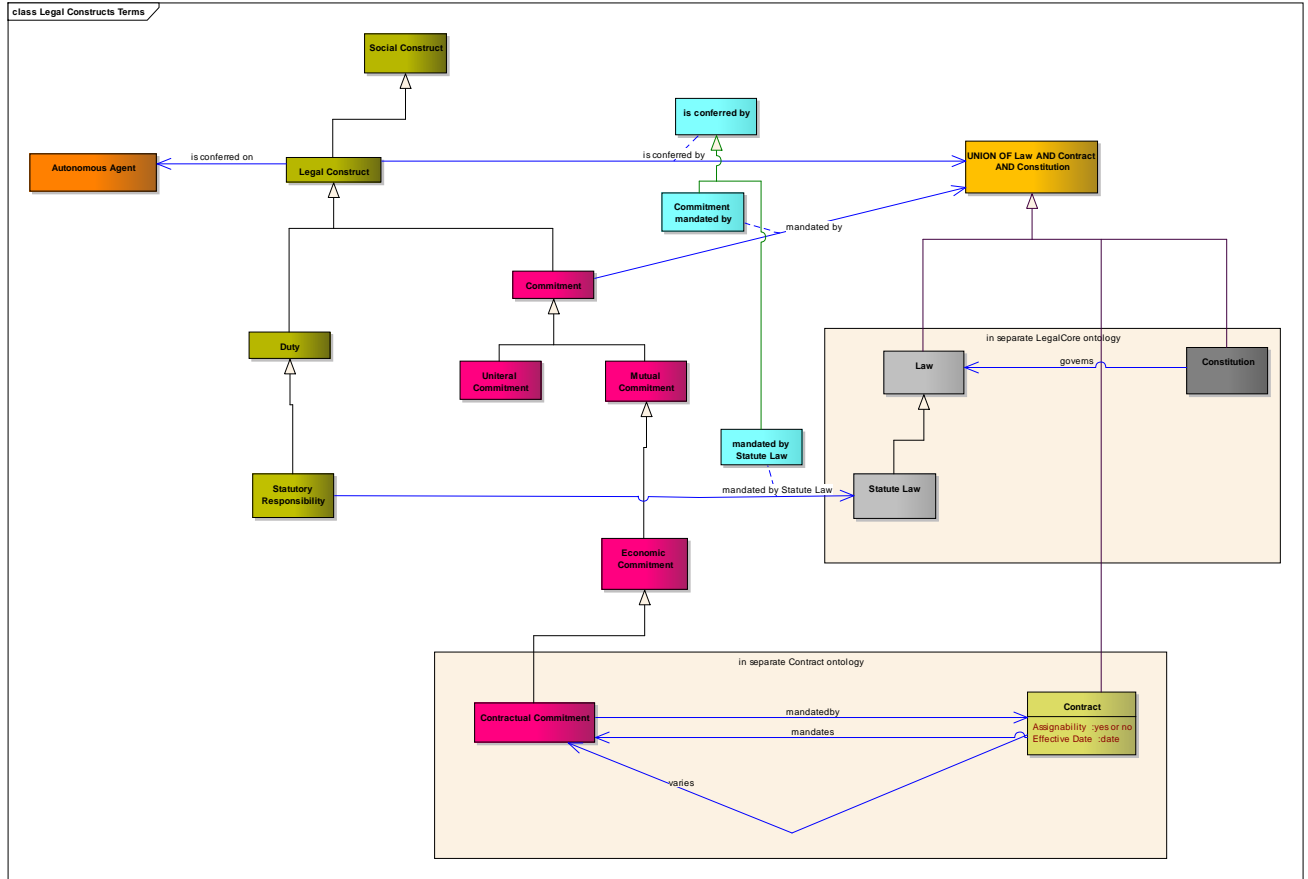 class Legal Constructs Terms
Social Construct
is conferred by
Autonomous Agent
is conferred on
Legal Construct
is conferred by
UNION OF Law AND Contract
AND Constitution
Commitment
mandated by
mandated by
Commitment
Duty
Uniteral
Commitment
Mutual
Commitment
in separate LegalCore ontology
Law
governs
Constitution
mandated by
Statute Law
Statutory
Responsibility
mandated by Statute Law
Statute Law
Economic
Commitment
in separate Contract ontology
Contractual Commitment
mandatedby
mandates
varies
Contract
Assignability :yes or no
Effective Date :date